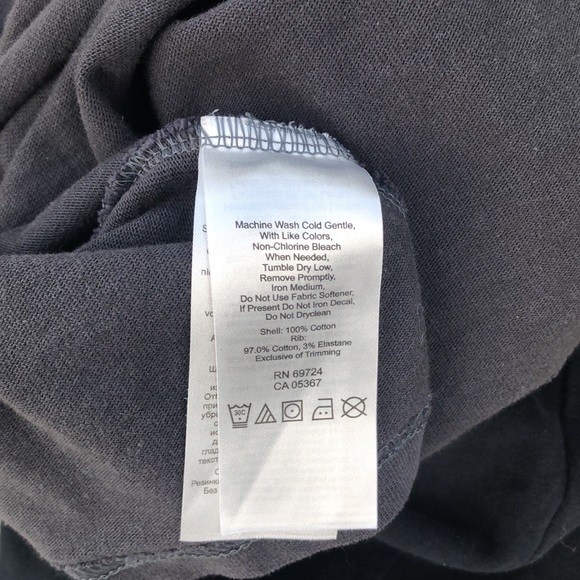 Machine Wash Cold Gentle,
With Like Colors,
Non-Chlorine Bleach
When Needed,
Tumble Dry Low,
Remove Promptly,
Iron Medium,
Do Not Use Fabric Softener,
If Present Do Not Iron Decal,
Do Not Dryclean
Shell: 100% Cotton
Rib:
97.0% Cotton, 3% Elastane
Exclusive of Trimming
RN 69724
CA 05367
30C